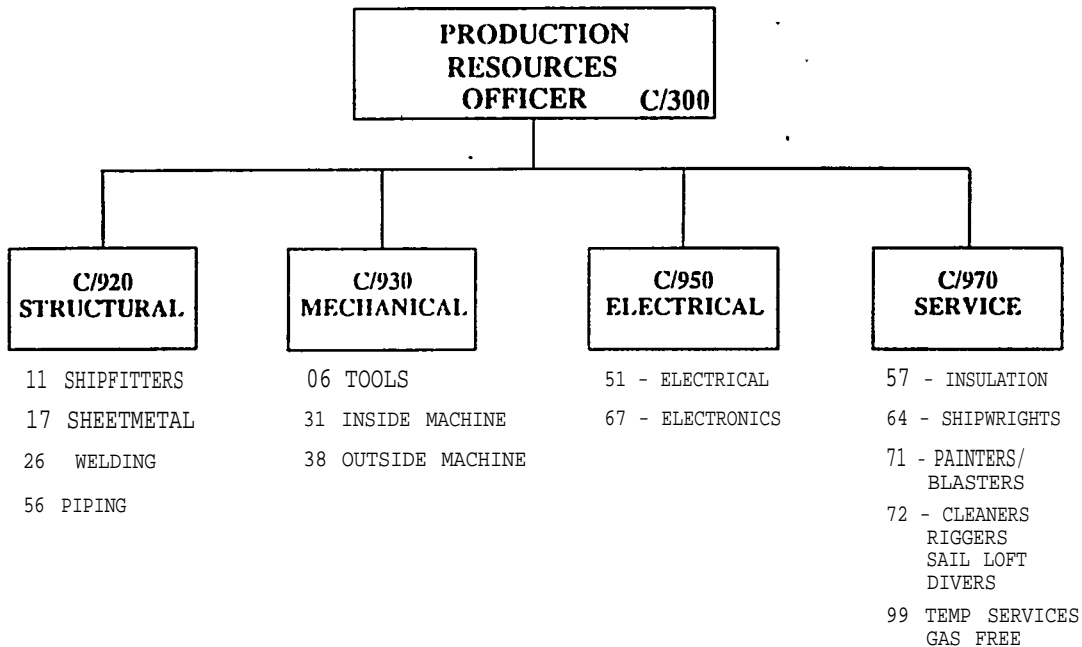 PRODUCTION
RESOURCES
OFFICER C/300
C/920
STRUCTURAL
11 SHIPFITTERS
17 SHEETMETAL
26 WELDING
56 PIPING
C/930
MECHANICAL
06 TOOLS
31 INSIDE MACHINE
38 OUTSIDE MACHINE
C/950
ELECTRICAL
51 - ELECTRICAL
67 - ELECTRONICS
C/970
SERVICE
57 - INSULATION
64 - SHIPWRIGHTS
71 - PAINTERS/
BLASTERS
72 - CLEANERS
RIGGERS
SAIL LOFT
DIVERS
99 TEMP SERVICES
GAS FREE